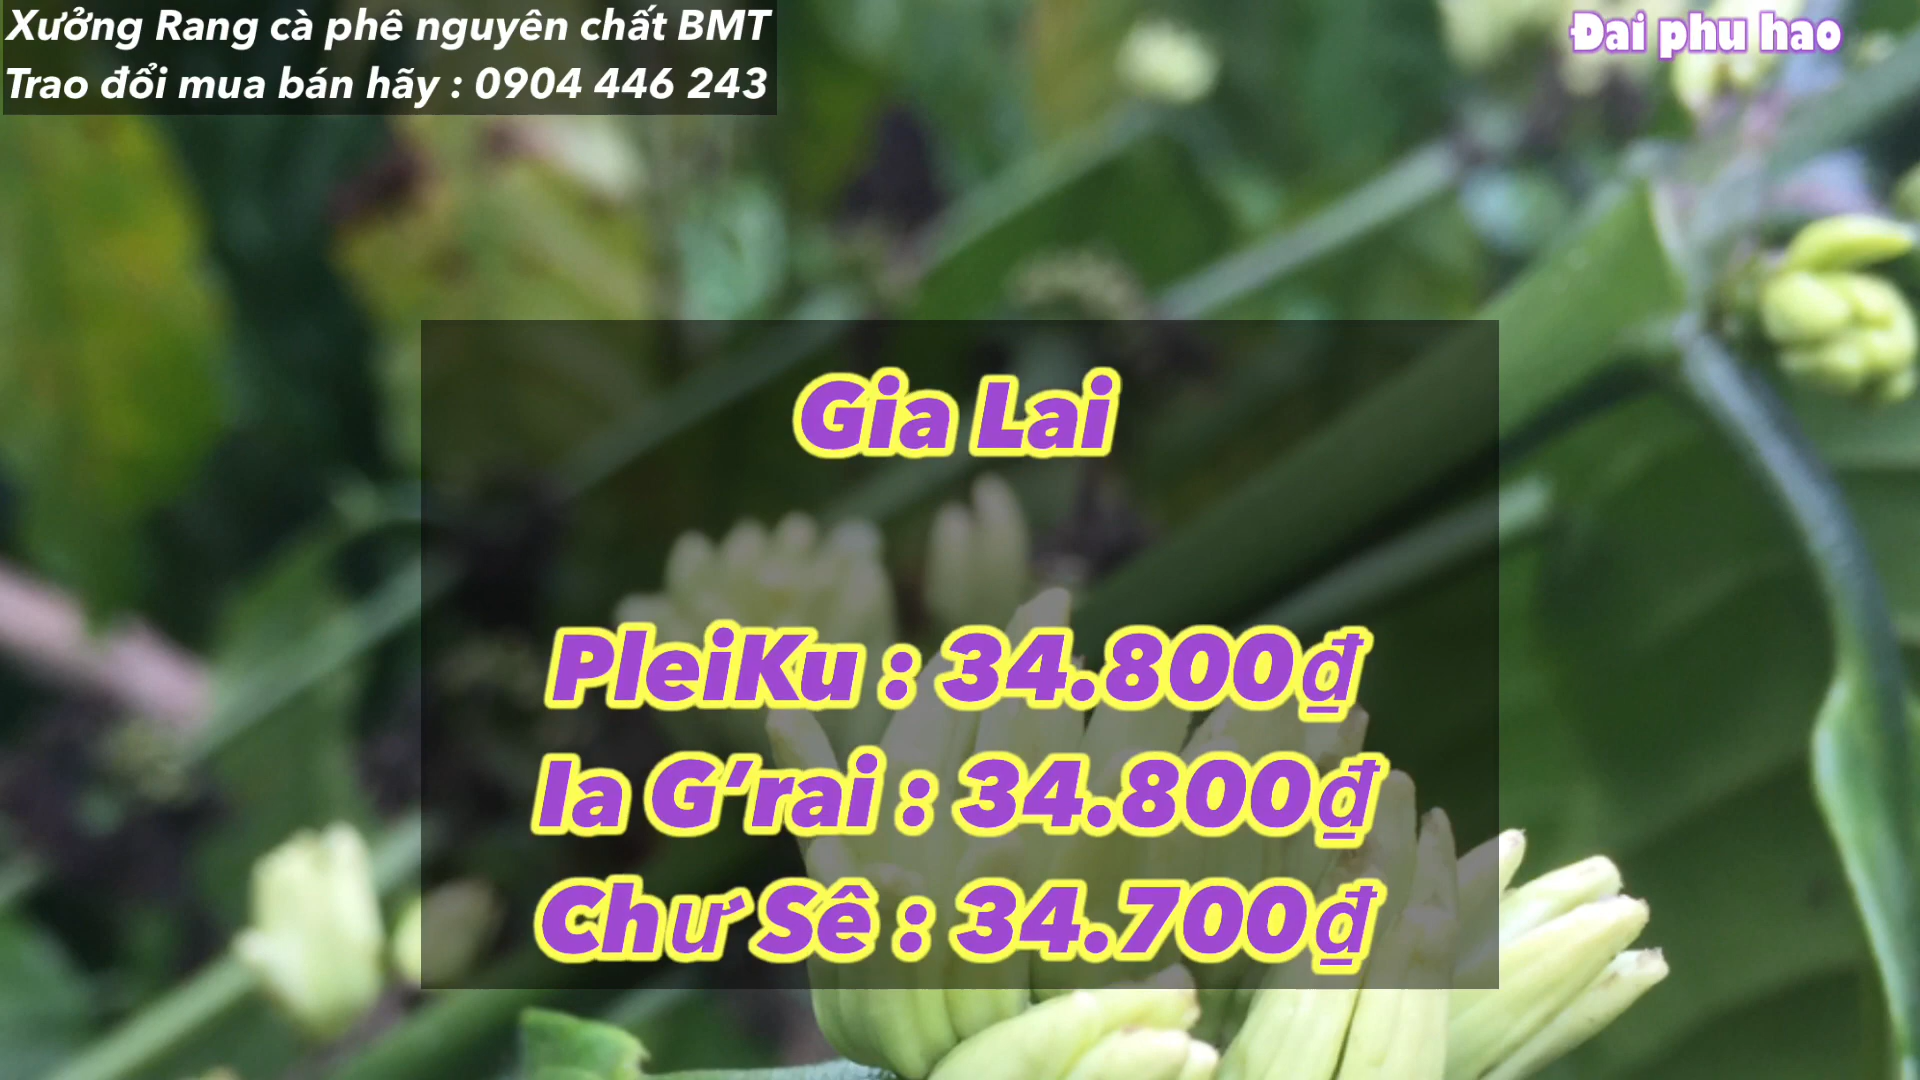 Xưởng Rang cà phê nguyên chất BMT
Trao đổi mua bán hãy : 0904 446 243
Đai phu hao
Gia Lai
PleiKu : 34.800₫
Ia G’rai : 34.800₫
Chư Sê : 34.700₫